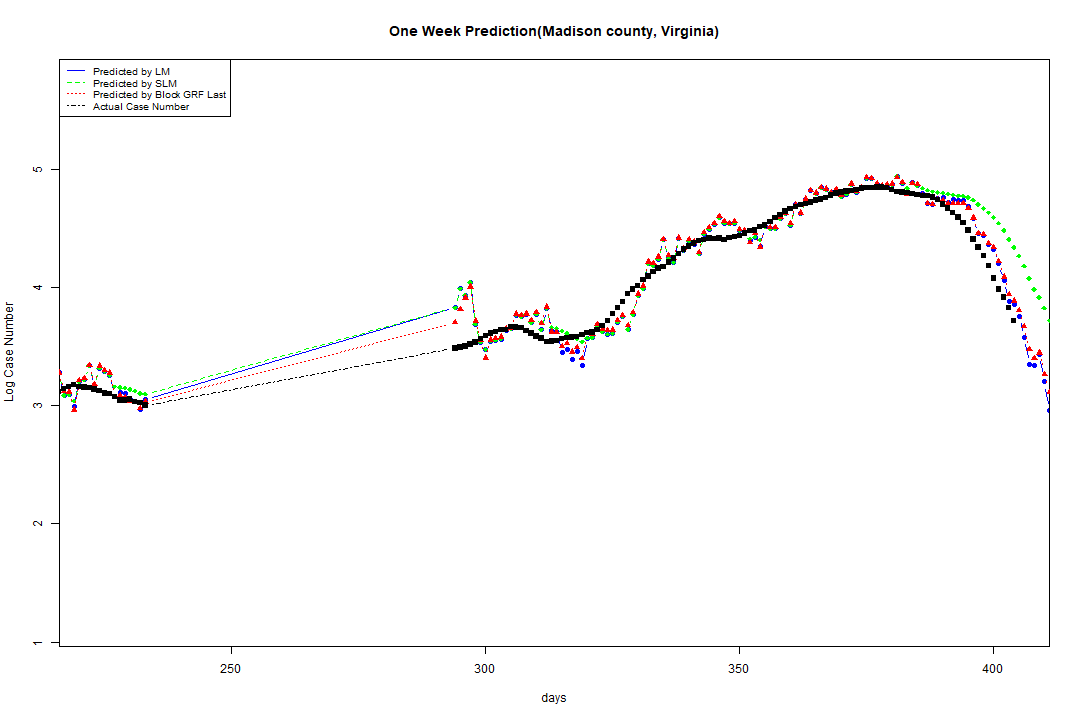 One Week Prediction(Madison county, Virginia)
Predicted by LM
Predicted by SLM
Predicted by Block GRF Last
Actual Case Number
Log Case Number
5
4
3
2
1
250
300
350
400
days